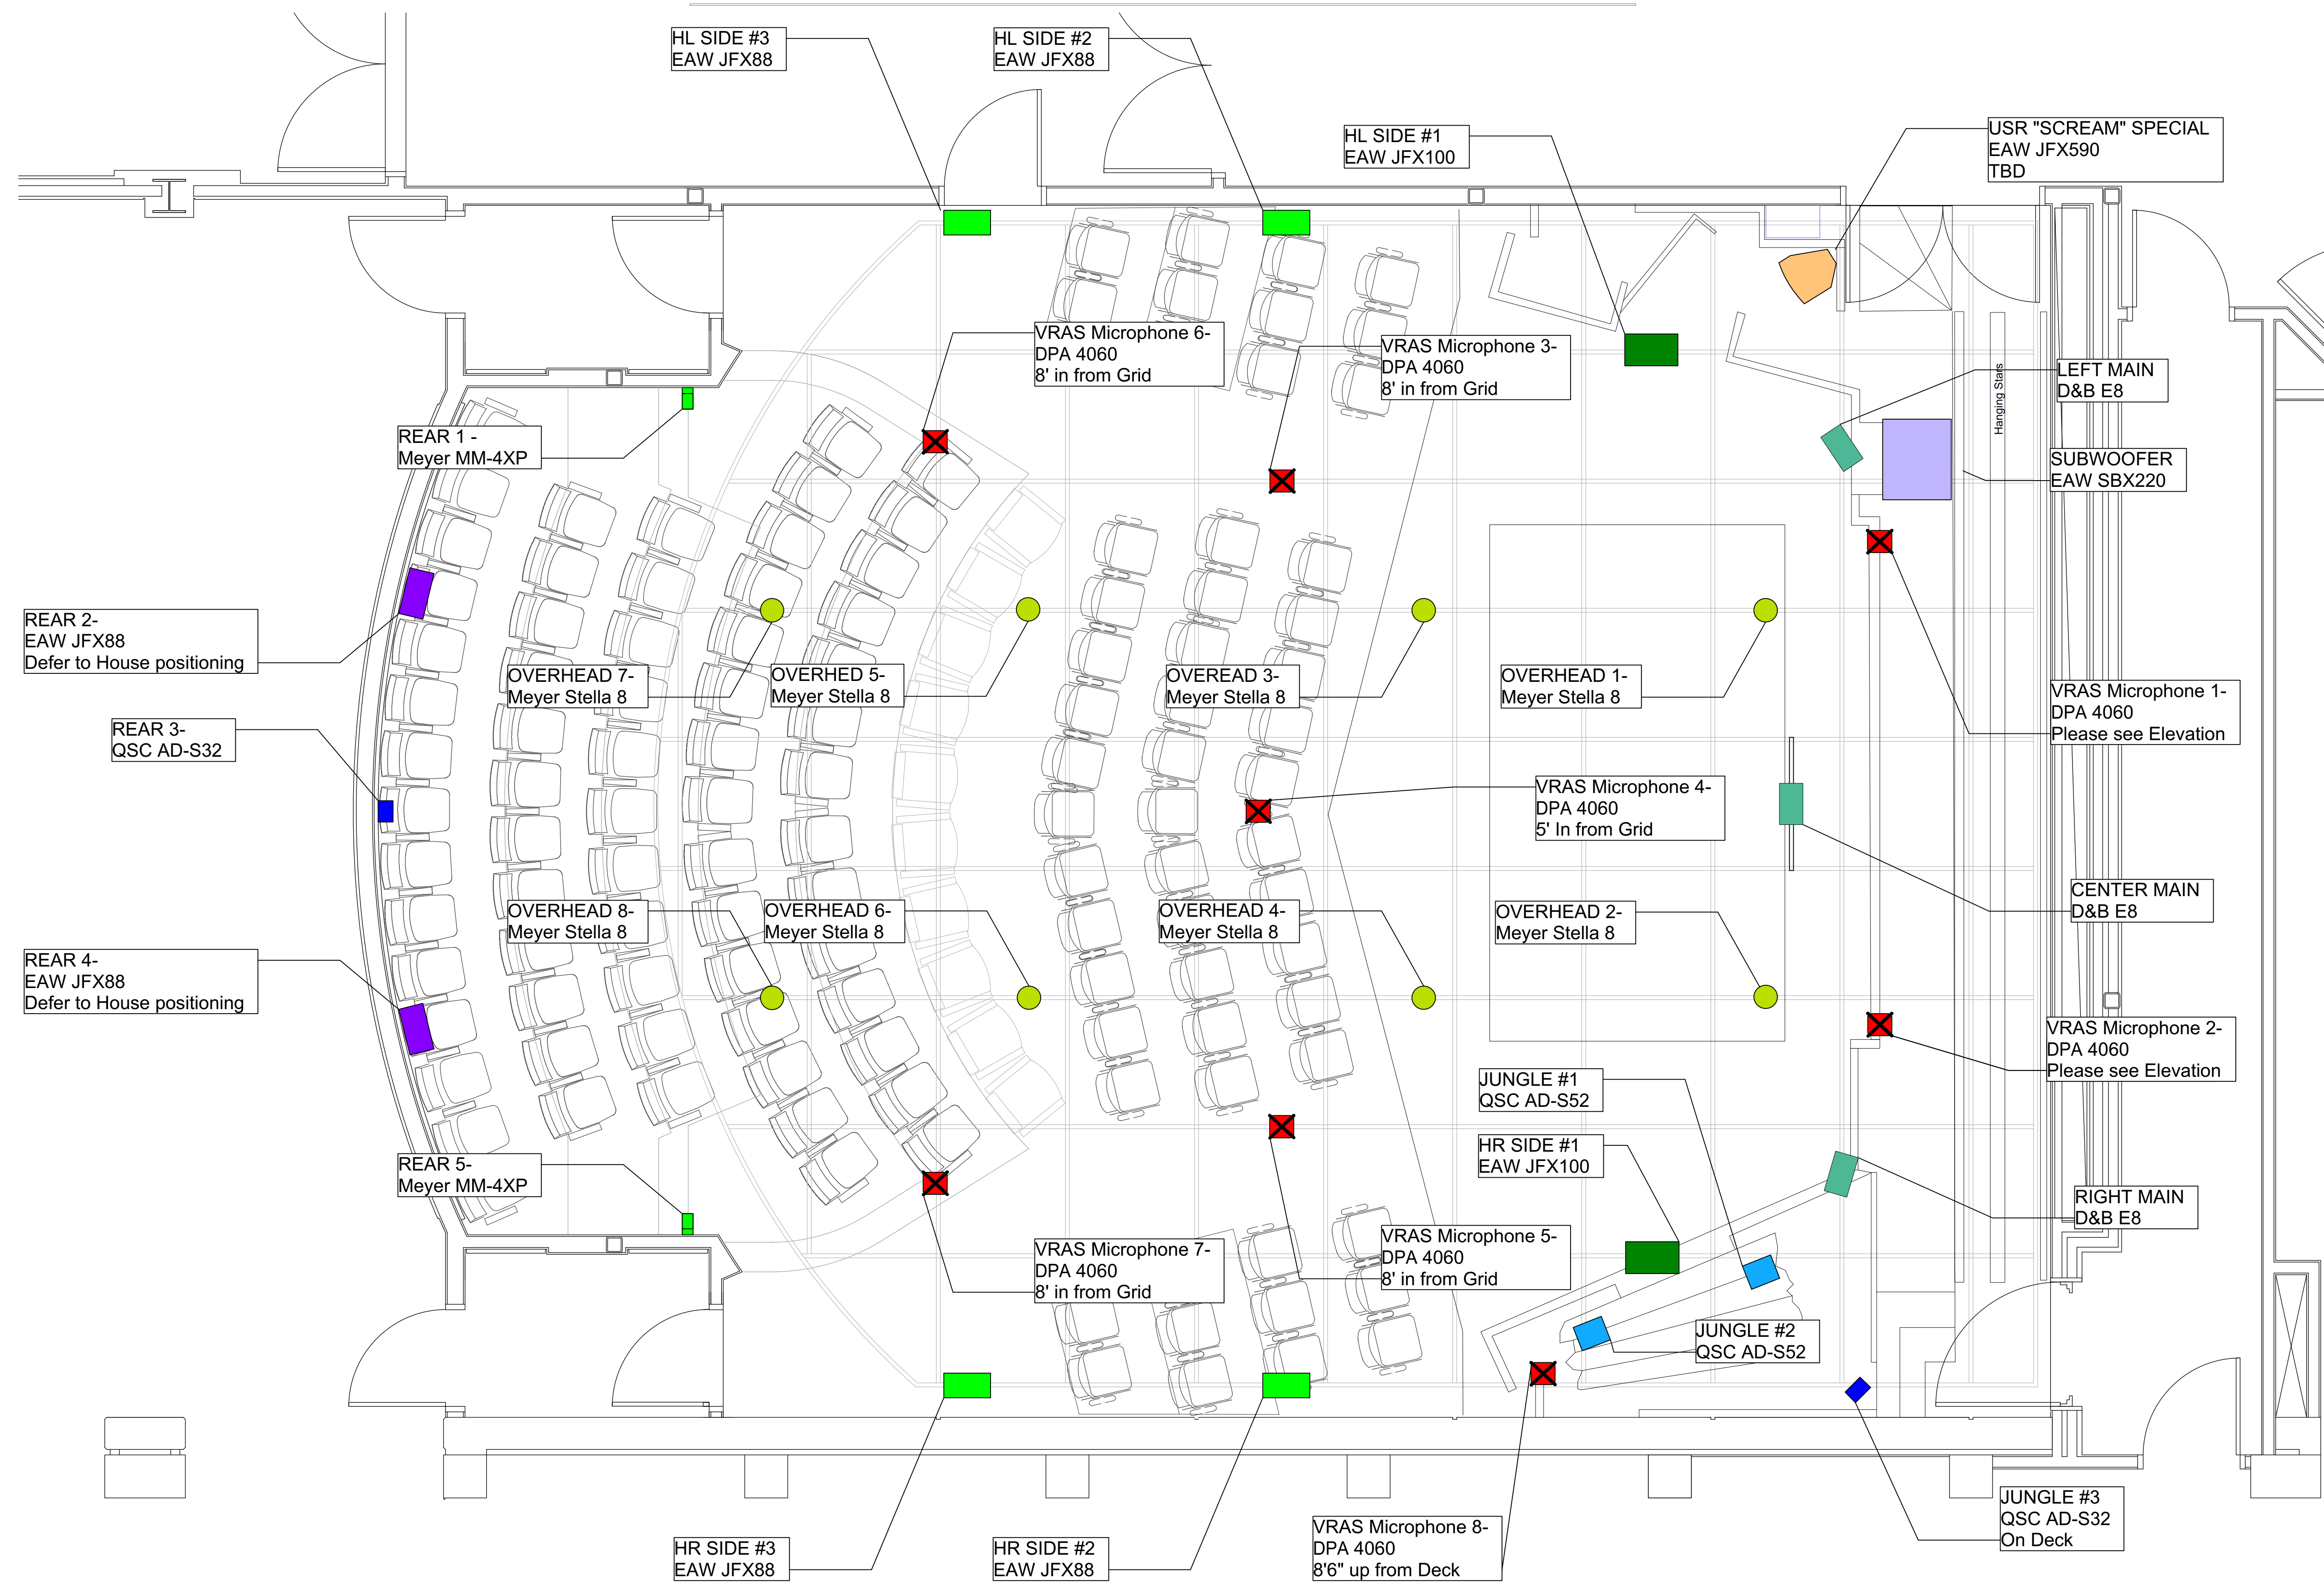 HL SIDE #3
EAW JFX88
HL SIDE #2
EAW JFX88
HL SIDE #1
EAW JFX100
USR "SCREAM" SPECIAL
EAW JFX590
TBD
VRAS Microphone 6-
DPA 4060
8' in from Grid
VRAS Microphone 3-
DPA 4060
8' in from Grid
Hanging Stars
LEFT MAIN
D&B E8
REAR 1 -
Meyer MM-4XP
SUBWOOFER
EAW SBX220
REAR 2-
EAW JFX88
Defer to House positioning
OVERHEAD 7-
Meyer Stella 8
OVERHED 5-
Meyer Stella 8
OVEREAD 3-
Meyer Stella 8
OVERHEAD 1-
Meyer Stella 8
VRAS Microphone 1-
DPA 4060
Please see Elevation
REAR 3-
QSC AD-S32
VRAS Microphone 4-
DPA 4060
5' In from Grid
CENTER MAIN
D&B E8
OVERHEAD 8-
Meyer Stella 8
OVERHEAD 6-
Meyer Stella 8
OVERHEAD 4-
Meyer Stella 8
OVERHEAD 2-
Meyer Stella 8
REAR 4-
EAW JFX88
Defer to House positioning
VRAS Microphone 2-
DPA 4060
Please see Elevation
JUNGLE #1
QSC AD-S52
HR SIDE #1
EAW JFX100
REAR 5-
Meyer MM-4XP
RIGHT MAIN
D&B E8
VRAS Microphone 7-
DPA 4060
8' in from Grid
VRAS Microphone 5-
DPA 4060
8' in from Grid
JUNGLE #2
QSC AD-S52
JUNGLE #3
QSC AD-S32
On Deck
HR SIDE #3
EAW JFX88
HR SIDE #2
EAW JFX88
VRAS Microphone 8-
DPA 4060
8'6" up from Deck